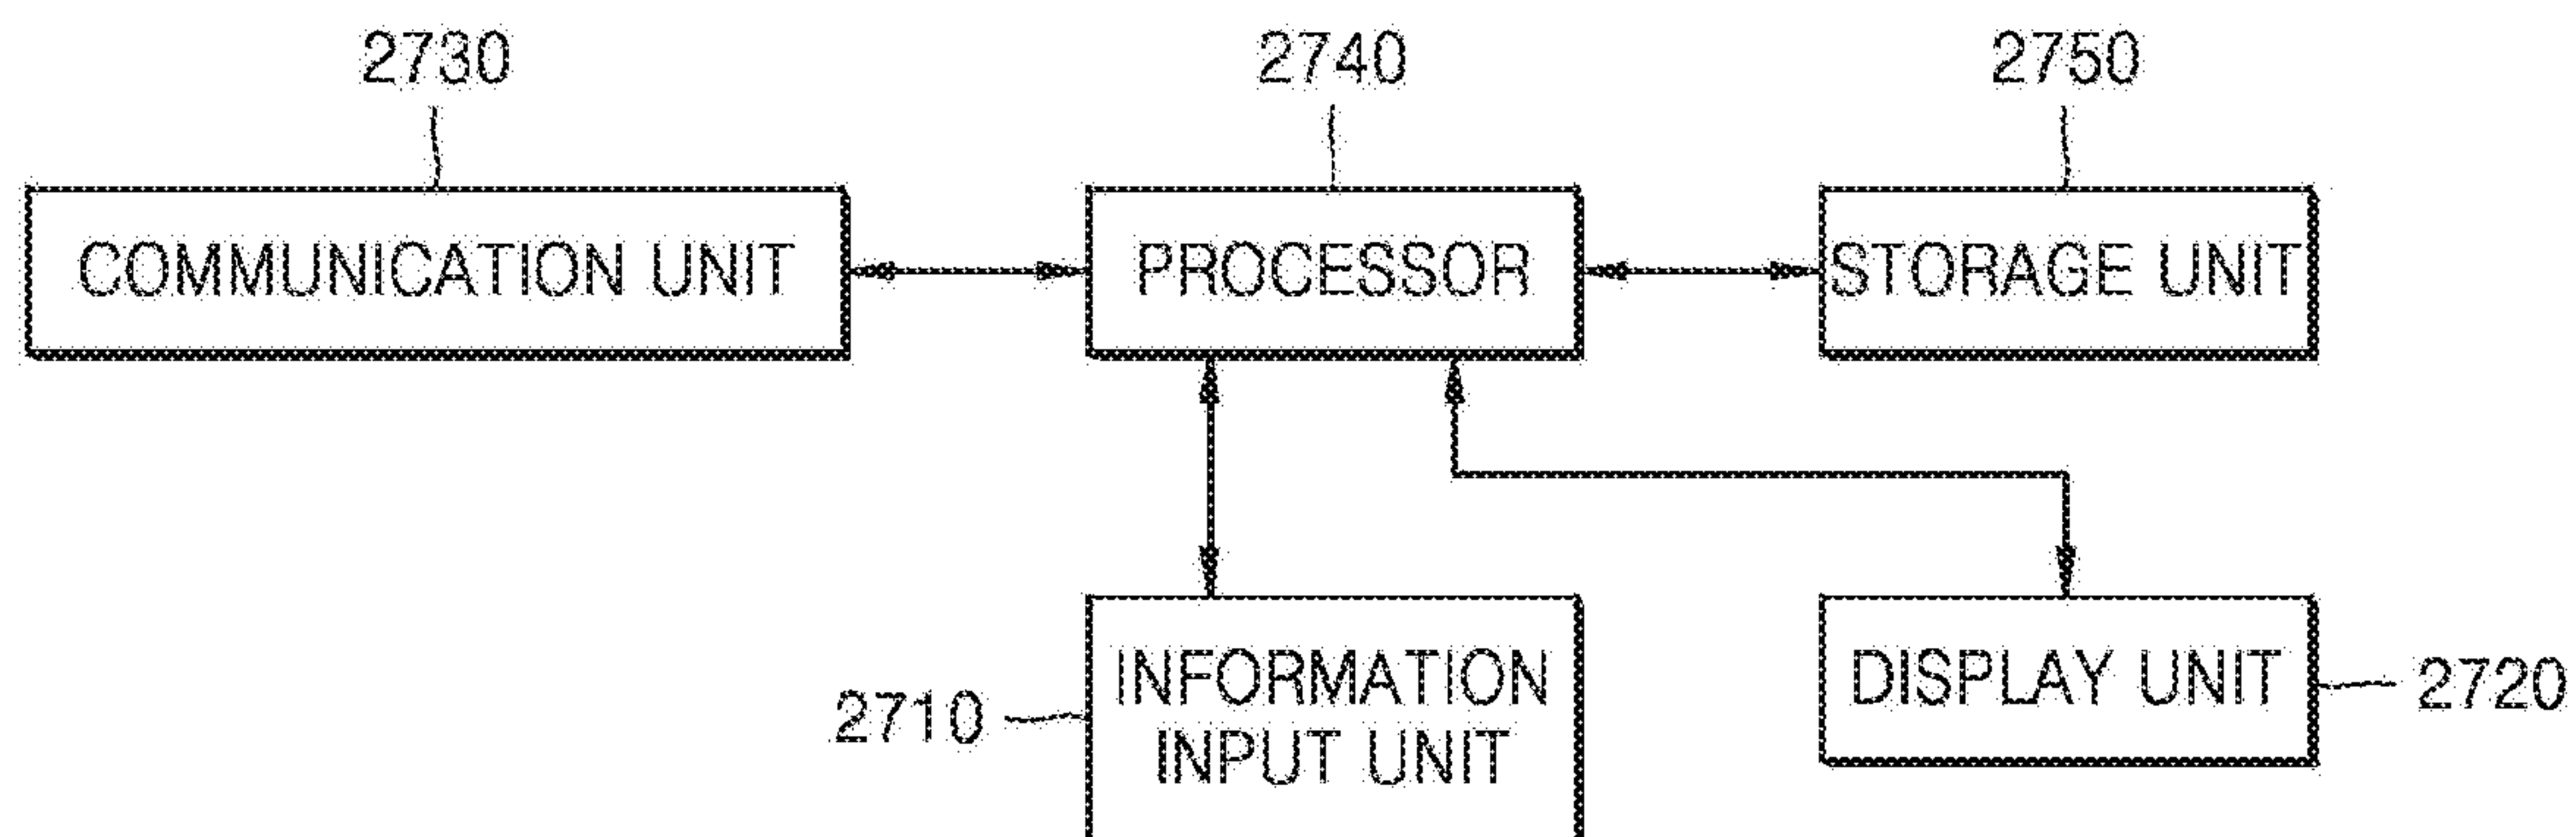 2730
2740
2750
COMMUNICATION UNIT
PROCESSOR
STORAGE UNIT
2710
INFORMATION
INPUT UNIT
DISPLAY UNIT
2720